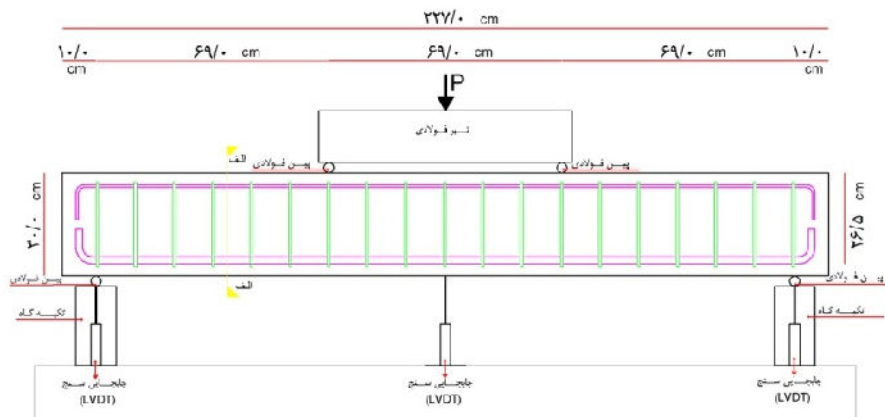 ۲۲۷/۰ cm
۱۰/۰ cm ۶۹/۰ cm ۶۹/۰ cm ۶۹/۰ cm ۱۰/۰ cm
P
تیر فولادی
الف
پین فولادی پین فولادی
۳۰/۰ cm
۲۶/۵ cm
الف
پین فولادی پین فولادی
تکیه گاه تکیه گاه
جابجایی سنج جابجایی سنج جابجایی سنج
(LVDT) (LVDT) (LVDT)